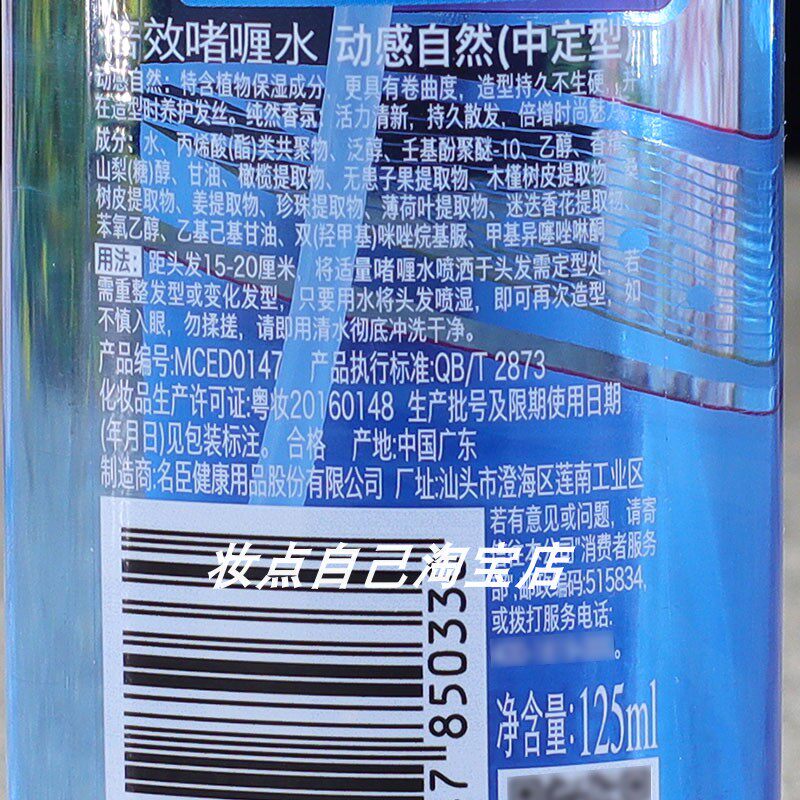 倍效啫喱水 动感自然(中定型
动感自然：特含植物保湿成分，更具有卷曲度，造型持久不生硬，并
在造型时养护发丝。纯然香氛，活力清新，持久散发，倍增时尚魅
成分：水、丙烯酸(酯)类共聚物、泛醇、壬基酚聚醚-10、乙醇、香精、
山梨(糖)醇、甘油、橄榄提取物、无患子果提取物、木槿树皮提取物、桑
树皮提取物、姜提取物、珍珠提取物、薄荷叶提取物、迷迭香花提取物、
苯氧乙醇、乙基己基甘油、双(羟甲基)咪唑烷基脲、甲基异噻唑啉酮
用法：距头发15-20厘米，将适量啫喱水喷洒于头发需定型处，若
需重整发型或变化发型，只要用水将头发喷湿，即可再次造型，如
不慎入眼，勿揉搓，请即用清水彻底冲洗干净。
产品编号:MCED0147 产品执行标准:QB/T 2873
化妆品生产许可证:粤妆20160148 生产批号及限期使用日期
(年月日)见包装标注。合格 产地:中国广东
制造商:名臣健康用品股份有限公司 厂址:汕头市澄海区莲南工业区
若有意见或问题，请寄
信往本公司"消费者服务
部",邮政编码:515834,
或拨打服务电话:
。
净含量:125ml
7 850330
妆点自己淘宝店